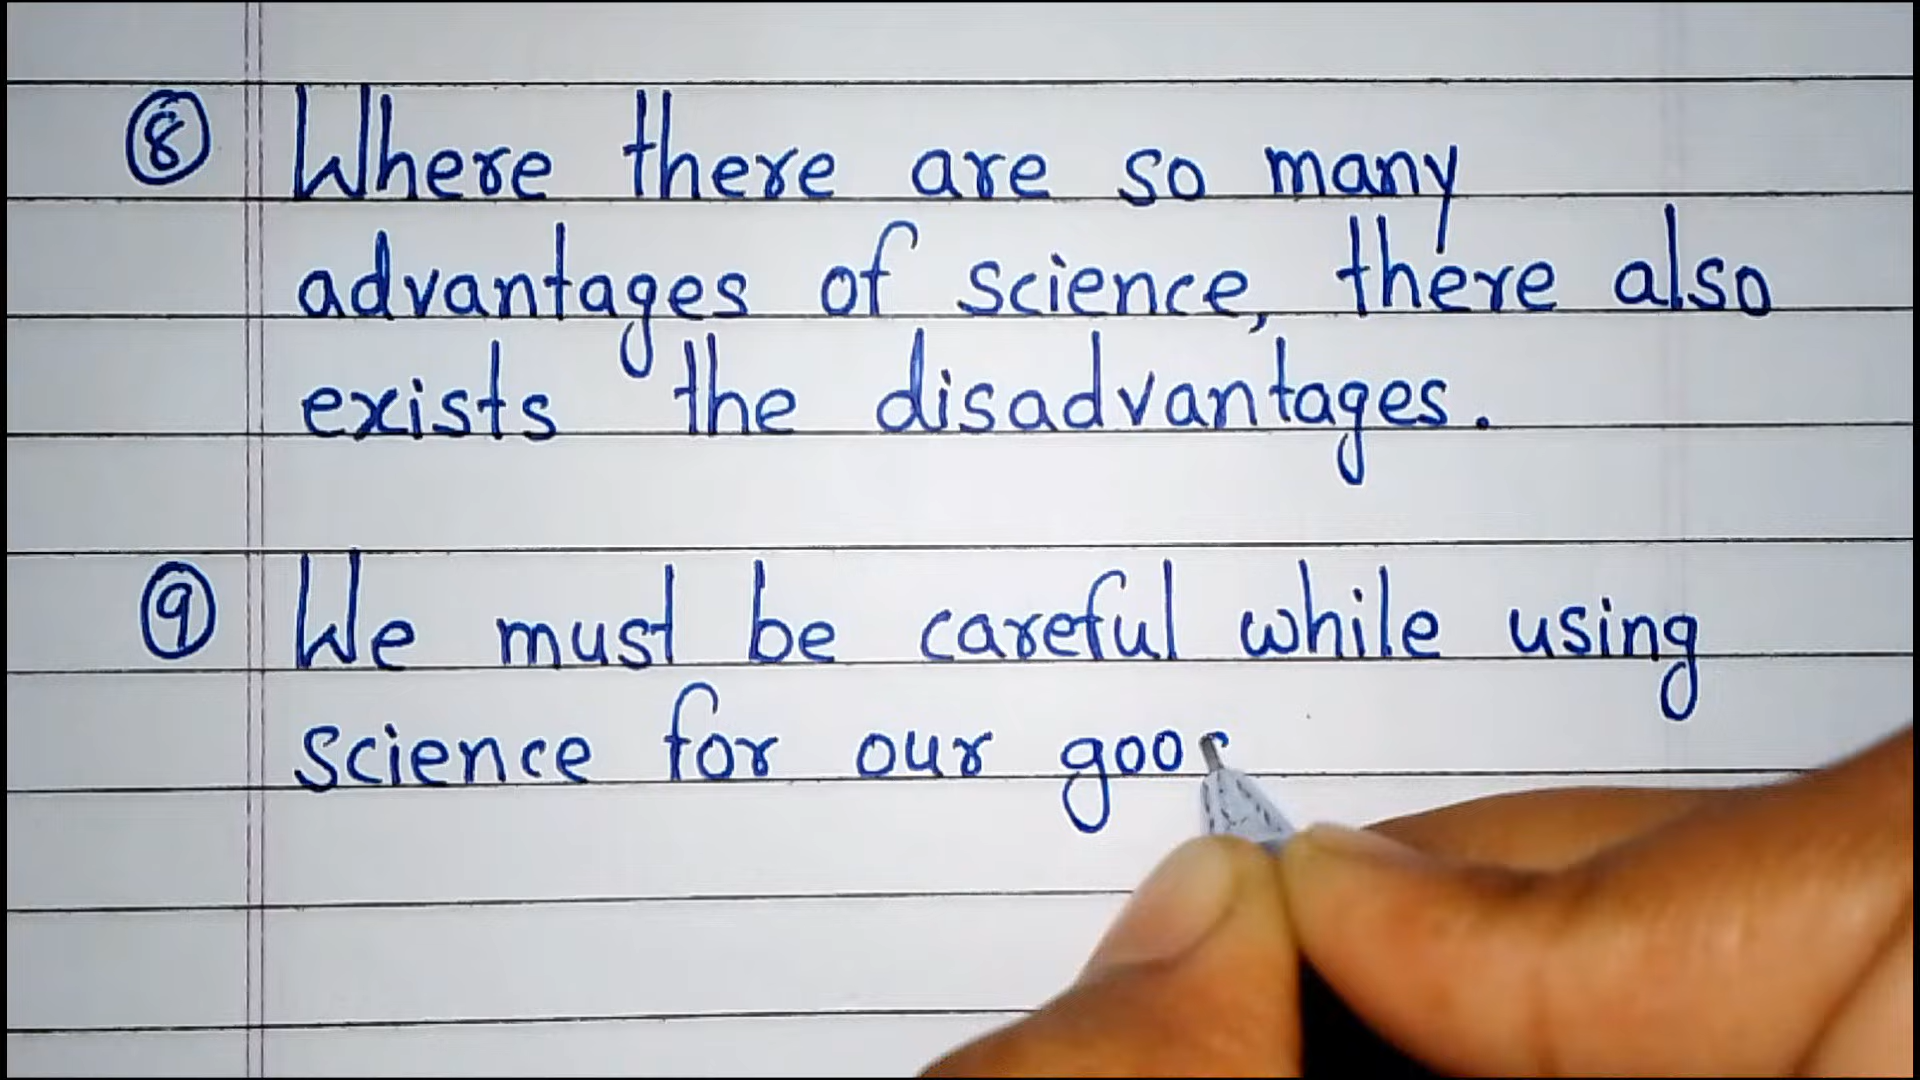 ⑧ Where there are so many
advantages of science, there also
exists the disadvantages.
⑨ We must be careful while using
science for our goo